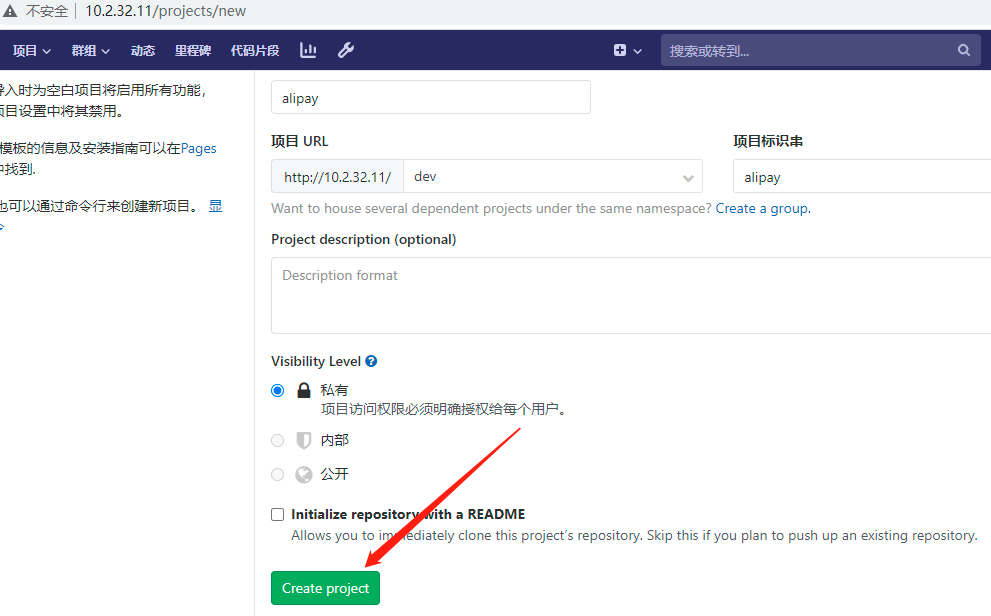 不安全 10.2.32.11/projects/new
项目 群组 动态 里程碑 代码片段 搜索或转到...
导入时为空白项目将启用所有功能，
项目设置中将其禁用。
模板的信息及安装指南可以在Pages
中找到.
也可以通过命令行来创建新项目。 显
alipay
项目 URL
项目标识串
http://10.2.32.11/ dev
alipay
Want to house several dependent projects under the same namespace? Create a group.
Project description (optional)
Description format
Visibility Level
私有
项目访问权限必须明确授权给每个用户。
内部
公开
Initialize repository with a README
Allows you to immediately clone this project’s repository. Skip this if you plan to push up an existing repository.
Create project